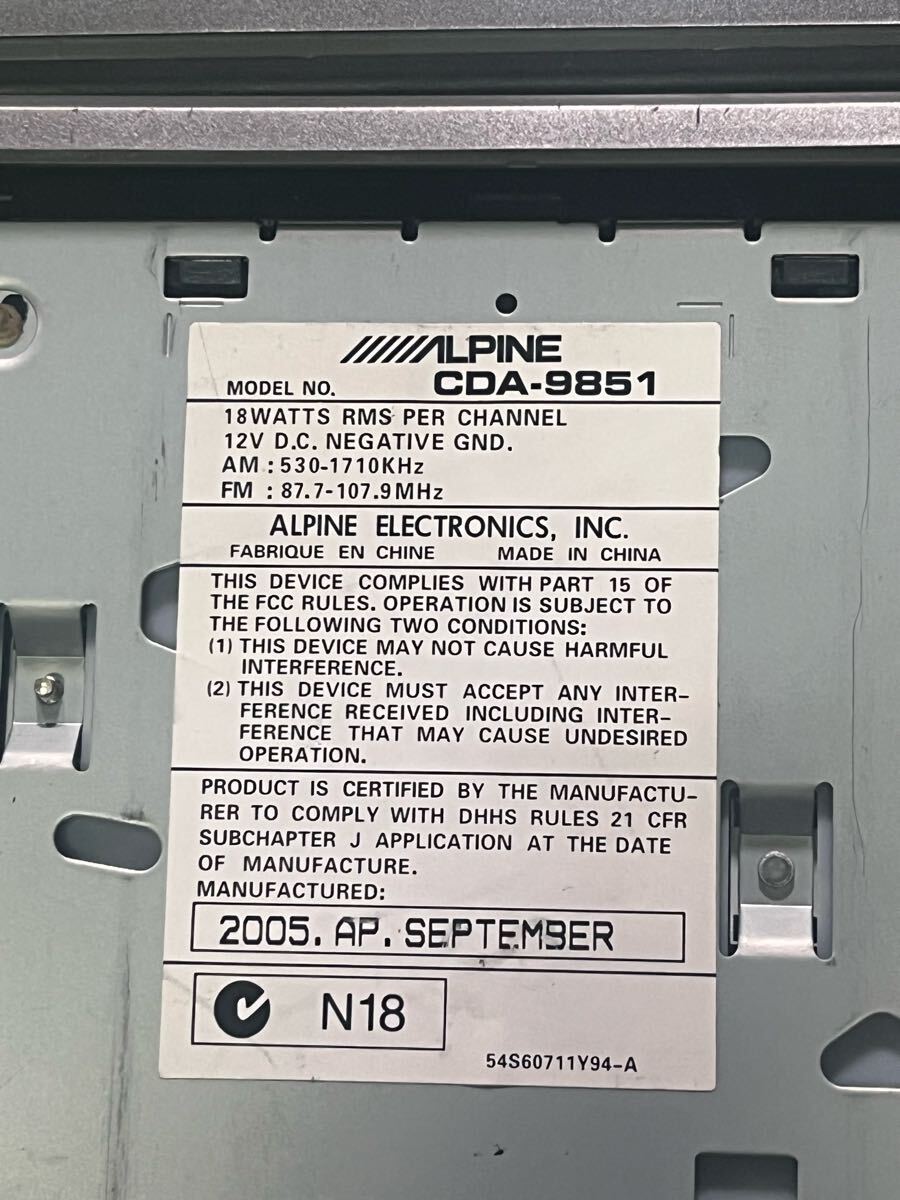 ALPINE
MODEL NO. CDA-9851
18WATTS RMS PER CHANNEL
12V D.C. NEGATIVE GND.
AM : 530-1710KHz
FM : 87.7-107.9MHz
ALPINE ELECTRONICS, INC.
FABRIQUE EN CHINE MADE IN CHINA
THIS DEVICE COMPLIES WITH PART 15 OF
THE FCC RULES. OPERATION IS SUBJECT TO
THE FOLLOWING TWO CONDITIONS:
(1) THIS DEVICE MAY NOT CAUSE HARMFUL
INTERFERENCE.
(2) THIS DEVICE MUST ACCEPT ANY INTER-
FERENCE RECEIVED INCLUDING INTER-
FERENCE THAT MAY CAUSE UNDESIRED
OPERATION.
PRODUCT IS CERTIFIED BY THE MANUFACTU-
RER TO COMPLY WITH DHHS RULES 21 CFR
SUBCHAPTER J APPLICATION AT THE DATE
OF MANUFACTURE.
MANUFACTURED:
2005. AP. SEPTEMBER
N18
54S60711Y94-A